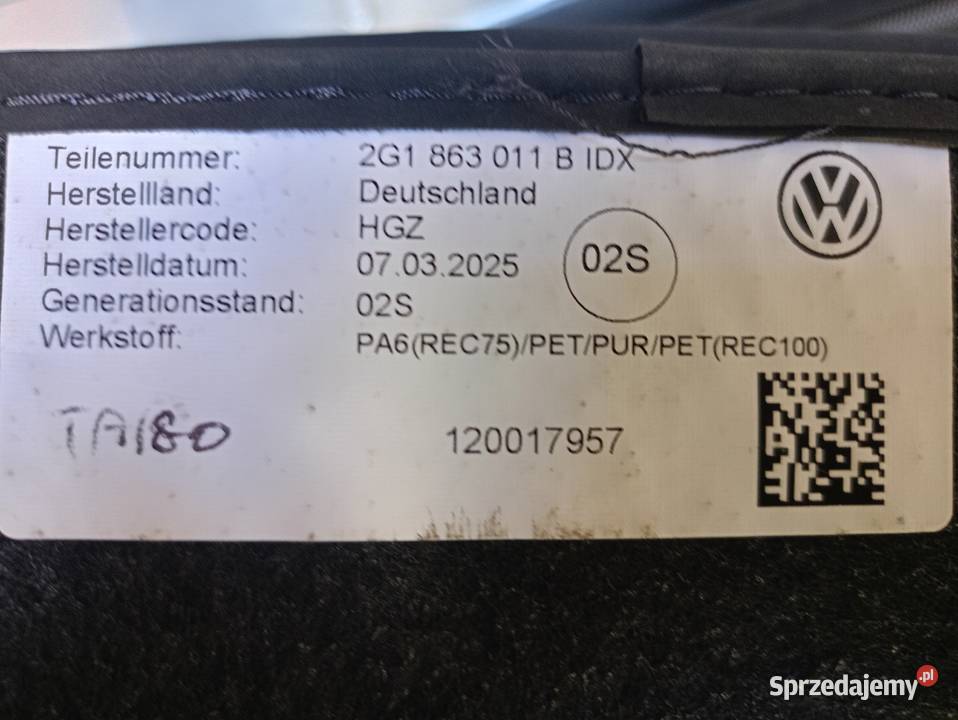 Teilenummer: 2G1 863 011 B IDX
Herstellland: Deutschland
Herstellercode: HGZ
Herstelldatum: 07.03.2025
02S
Generationsstand: 02S
Werkstoff: PA6(REC75)/PET/PUR/PET(REC100)
TA180
120017957
Sprzedajemy.pl